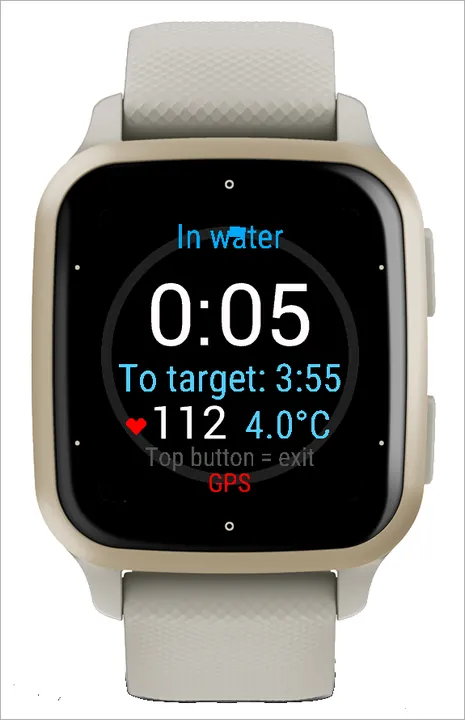 In water
0:05
To target: 3:55
112 4.0°C
Top button = exit
GPS